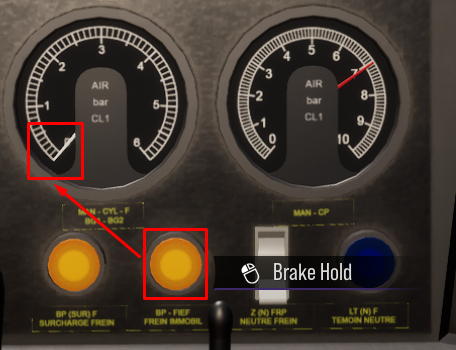 3
2
4
AIR
bar
1
5
CL1
0
6
5
4
6
3
7
AIR
2
bar
8
1
CL1
9
0
10
MAN - CYL - F
BG1 - BG2
MAN - CP
Brake Hold
BP (SUR) F
SURCHARGE FREIN
BP - FIEF
FREIN IMMOBIL
Z (N) FRP
NEUTRE FREIN
LT (N) F
TEMOIN NEUTRE